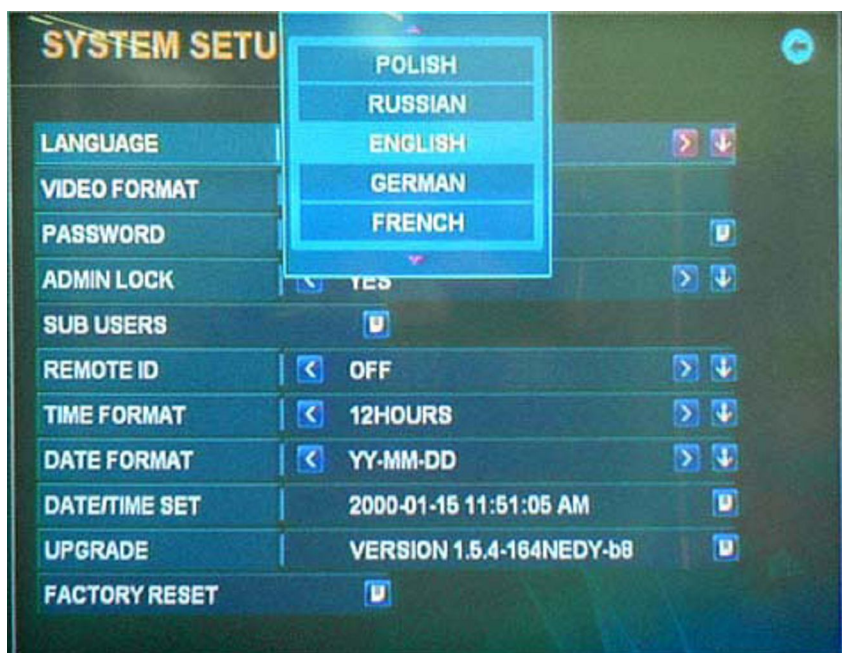 SYSTEM SETU
POLISH
RUSSIAN
ENGLISH
GERMAN
FRENCH
LANGUAGE
VIDEO FORMAT
PASSWORD
ADMIN LOCK YES
SUB USERS
REMOTE ID OFF
TIME FORMAT 12HOURS
DATE FORMAT YY-MM-DD
DATE/TIME SET 2000-01-15 11:51:05 AM
UPGRADE VERSION 1.5.4-164NEDY-b8
FACTORY RESET